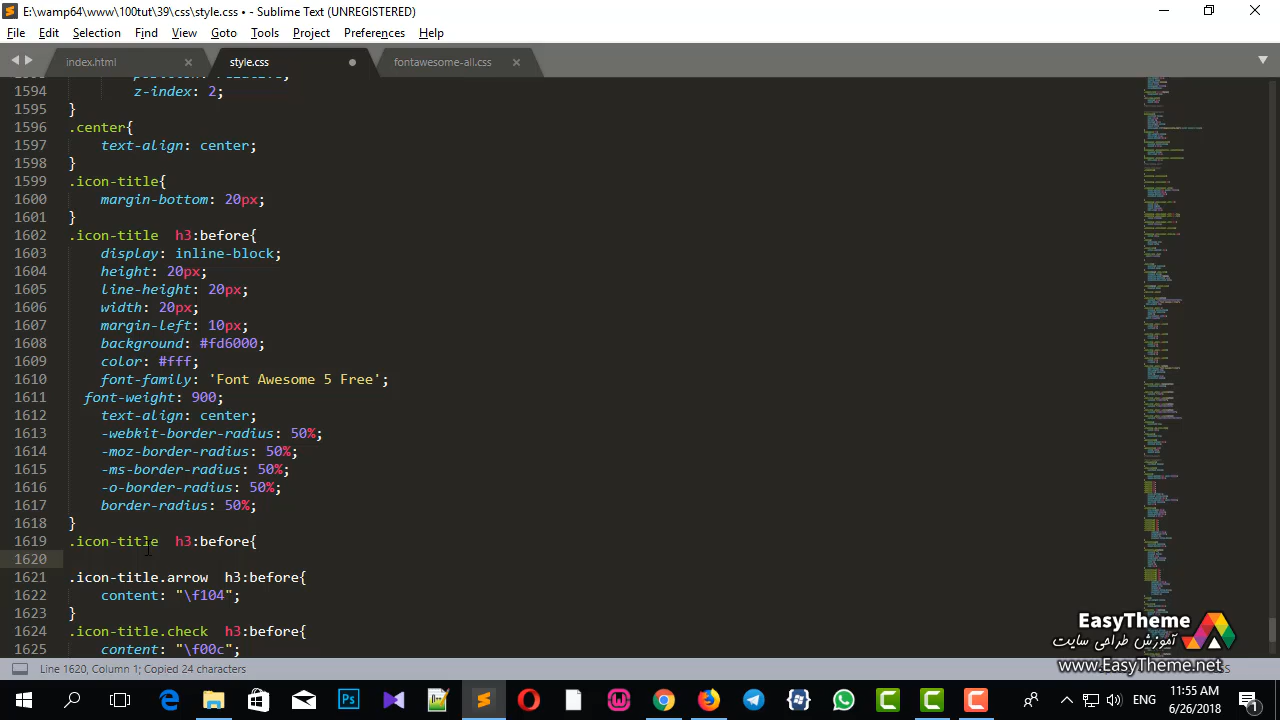 E:\wamp64\www\100tut\39\css\style.css • - Sublime Text (UNREGISTERED)
File Edit Selection Find View Goto Tools Project Preferences Help
index.html style.css fontawesome-all.css
1594 z-index: 2;
1595 }
1596 .center{
1597 text-align: center;
1598 }
1599 .icon-title{
1600 margin-bottom: 20px;
1601 }
1602 .icon-title h3:before{
1603 display: inline-block;
1604 height: 20px;
1605 line-height: 20px;
1606 width: 20px;
1607 margin-left: 10px;
1608 background: #fd6000;
1609 color: #fff;
1610 font-family: 'Font Awesome 5 Free';
1611 font-weight: 900;
1612 text-align: center;
1613 -webkit-border-radius: 50%;
1614 -moz-border-radius: 50%;
1615 -ms-border-radius: 50%;
1616 -o-border-radius: 50%;
1617 border-radius: 50%;
1618 }
1619 .icon-title h3:before{
1620
1621 .icon-title.arrow h3:before{
1622 content: "\f104";
1623 }
1624 .icon-title.check h3:before{
1625 content: "\f00c";
EasyTheme
آموزش طراحی سایت
www.EasyTheme.net
Line 1620, Column 1; Copied 24 characters
ENG
11:55 AM
6/26/2018
1